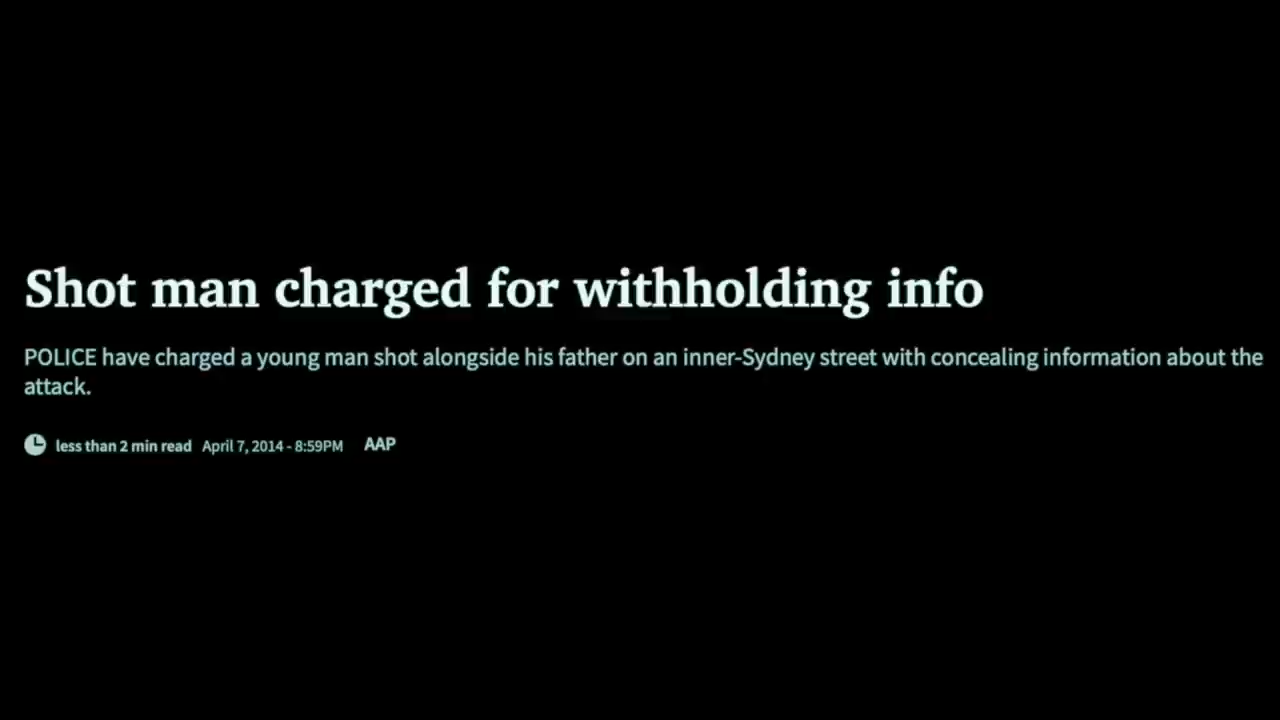 Shot man charged for withholding info
POLICE have charged a young man shot alongside his father on an inner-Sydney street with concealing information about the
attack.
less than 2 min read April 7, 2014 - 8:59PM AAP